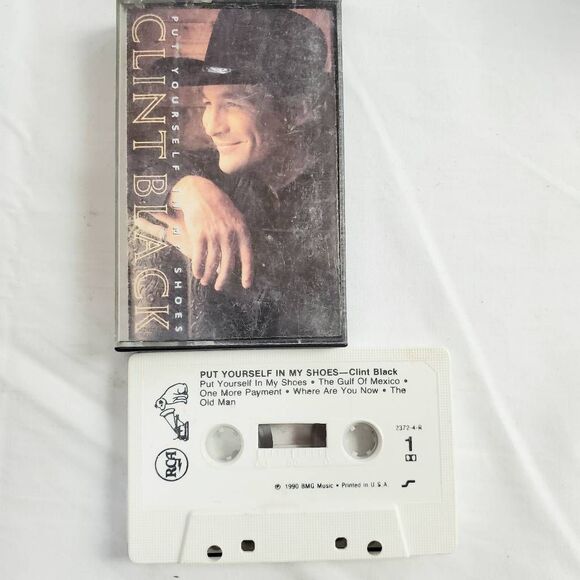 PUT YOURSELF IN MY SHOES
CLINT BLACK
PUT YOURSELF IN MY SHOES—Clint Black
Put Yourself In My Shoes • The Gulf Of Mexico •
One More Payment • Where Are You Now • The
Old Man
2372-4-R
1
RCA
℗ 1990 BMG Music • Printed in U.S.A.